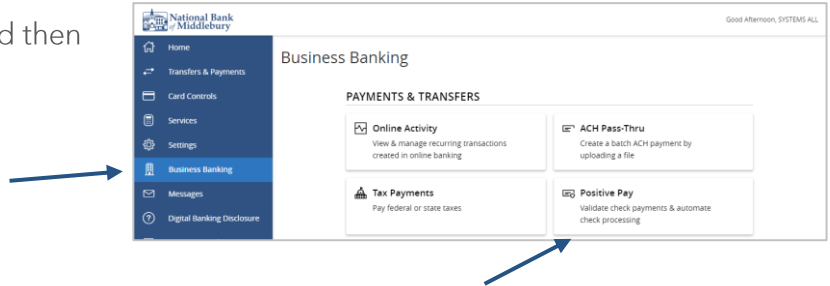 d then
National Bank
of Middlebury
Good Afternoon, SYSTEMS ALL
Home
Transfers & Payments
Card Controls
Services
Settings
Business Banking
Messages
Digital Banking Disclosure
Business Banking
PAYMENTS & TRANSFERS
Online Activity
View & manage recurring transactions
created in online banking
ACH Pass-Thru
Create a batch ACH payment by
uploading a file
Tax Payments
Pay federal or state taxes
Positive Pay
Validate check payments & automate
check processing